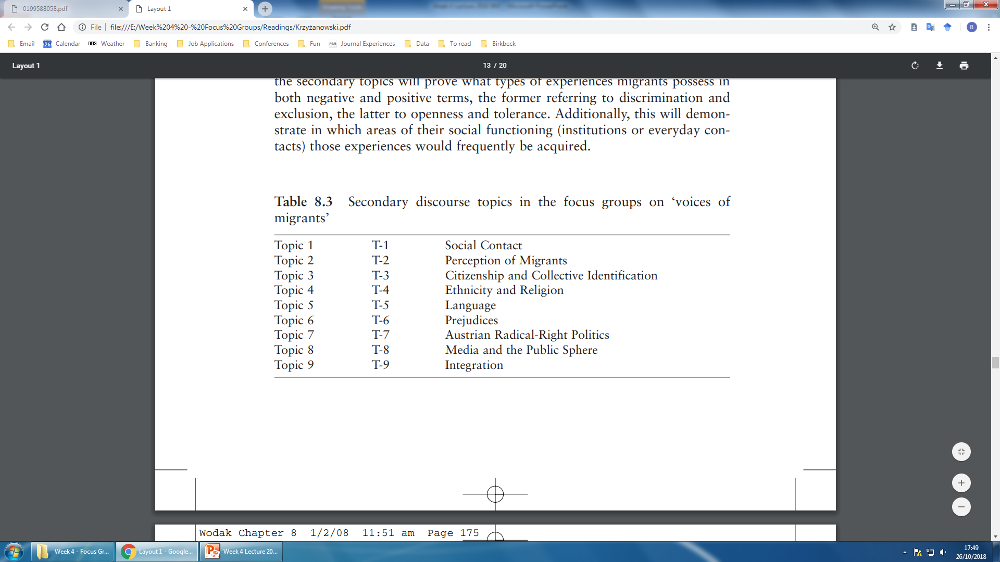 0199588058.pdf
Layout 1
File
file:///E:/Week%204%20-%20Focus%20Groups/Readings/Krzyżanowski.pdf
B
Email
26 Calendar
BBC Weather
Banking
Job Applications
Conferences
Fun
PSA Journal Experiences
Data
To read
Birkbeck
Layout 1
13 / 20
the secondary topics will prove what types of experiences migrants possess in
both negative and positive terms, the former referring to discrimination and
exclusion, the latter to openness and tolerance. Additionally, this will demon-
strate in which areas of their social functioning (institutions or everyday con-
tacts) those experiences would frequently be acquired.
Table 8.3 Secondary discourse topics in the focus groups on ‘voices of
migrants’
Topic 1 T-1 Social Contact
Topic 2 T-2 Perception of Migrants
Topic 3 T-3 Citizenship and Collective Identification
Topic 4 T-4 Ethnicity and Religion
Topic 5 T-5 Language
Topic 6 T-6 Prejudices
Topic 7 T-7 Austrian Radical-Right Politics
Topic 8 T-8 Media and the Public Sphere
Topic 9 T-9 Integration
Wodak Chapter 8 1/2/08 11:51 am Page 175
Week 4 - Focus Gr...
Layout 1 - Google...
Week 4 Lecture 20...
17:49
26/10/2018